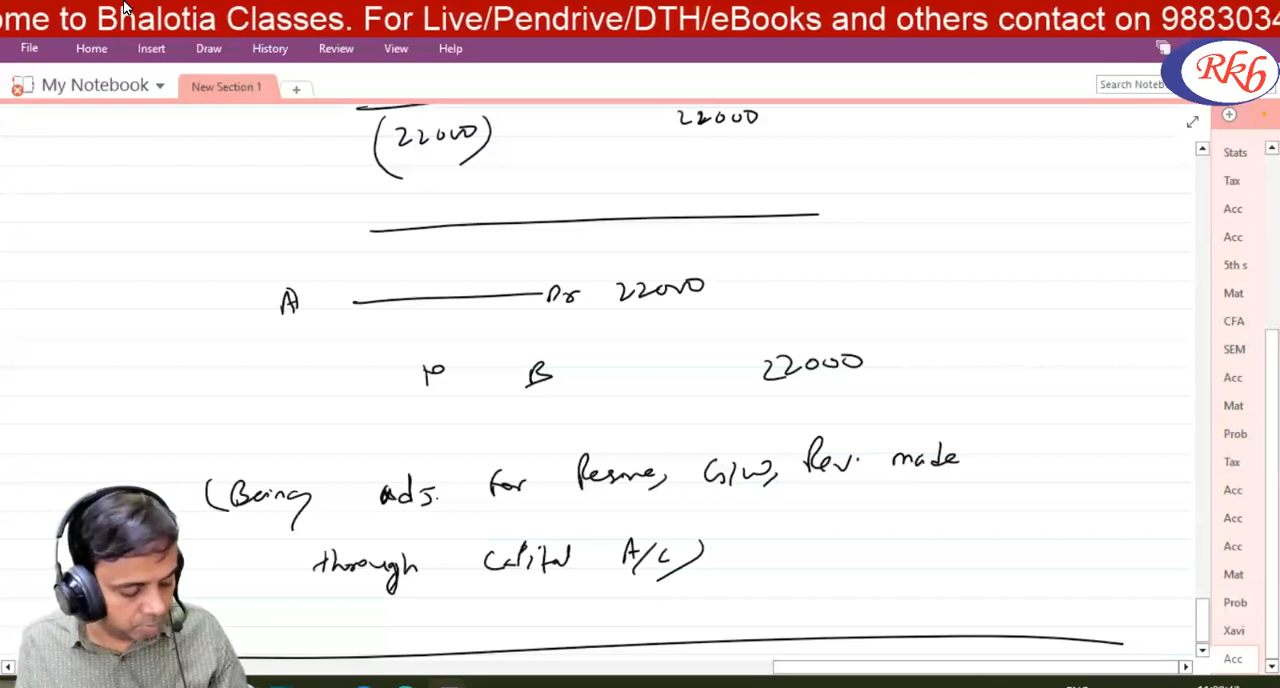 ome to Bhalotia Classes. For Live/Pendrive/DTH/eBooks and others contact on 9883034
File Home Insert Draw History Review View Help
Rkb
My Notebook New Section 1 + Search Noteb
22000
(22000)
Stats
Tax
Acc
Acc
5th s
Mat
CFA
SEM
Acc
Mat
Prob
Tax
Acc
Acc
Acc
Mat
Prob
Xavi
Acc
A Dr 22000
To B 22000
(Being adj. for Reserve, G/W, Rev. made
through Capital A/C)